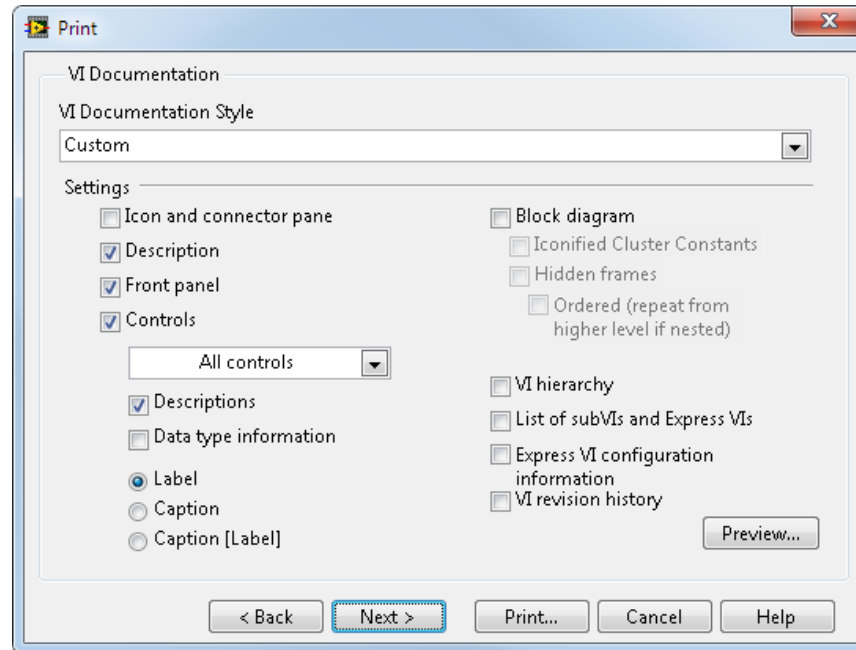 Print
VI Documentation
VI Documentation Style
Custom
Settings
Icon and connector pane
Description
Front panel
Controls
All controls
Descriptions
Data type information
Label
Caption
Caption [Label]
Block diagram
Iconified Cluster Constants
Hidden frames
Ordered (repeat from
higher level if nested)
VI hierarchy
List of subVIs and Express VIs
Express VI configuration
information
VI revision history
Preview...
< Back
Next >
Print...
Cancel
Help